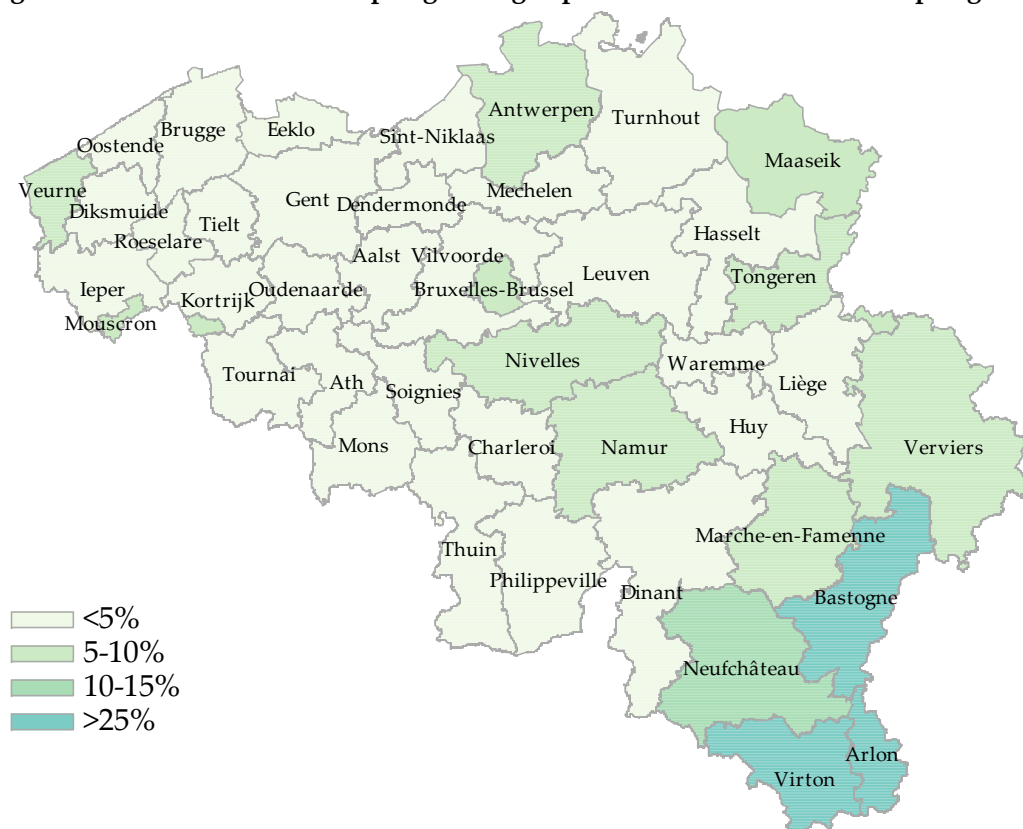 Turnhout
Antwerpen
Brugge
Eeklo
Sint-Niklaas
Oostende
Maaseik
Veurne
Mechelen
Gent
Dendermonde
Diksmuide
Tielt
Roeselare
Hasselt
Aalst
Vilvoorde
Leuven
Tongeren
Ieper
Oudenaarde
Bruxelles-Brussel
Kortrijk
Mouscron
Nivelles
Waremme
Tournai
Ath
Soignies
Liège
Huy
Mons
Charleroi
Namur
Verviers
Marche-en-Famenne
Thuin
Philippeville
Dinant
Bastogne
<5%
5-10%
Neufchâteau
10-15%
>25%
Arlon
Virton